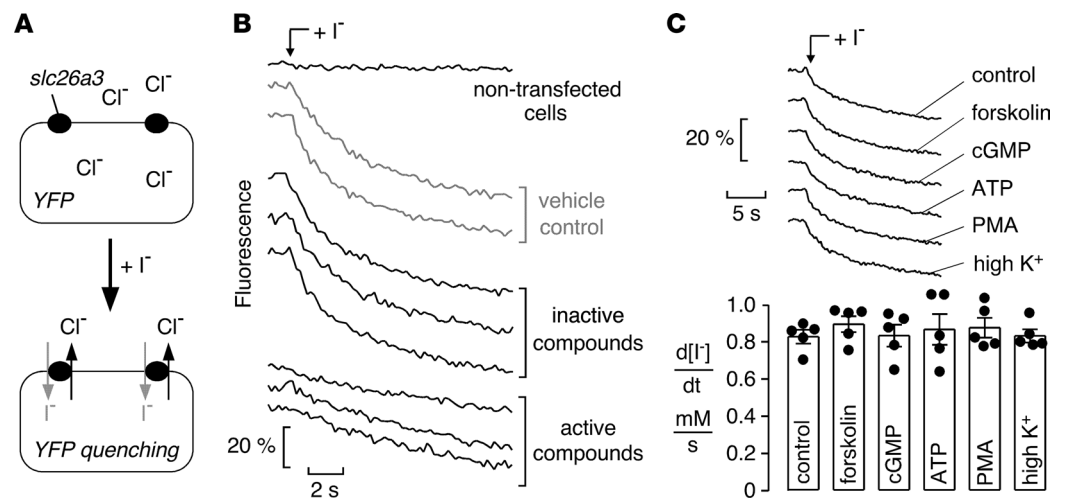 A
slc26a3
Cl⁻
Cl⁻
Cl⁻
Cl⁻
YFP
+ I⁻
Cl⁻
Cl⁻
I⁻
I⁻
YFP quenching
B
+ I⁻
non-transfected
cells
Fluorescence
vehicle
control
inactive
compounds
active
compounds
20 %
2 s
C
+ I⁻
control
forskolin
cGMP
ATP
PMA
high K⁺
20 %
5 s
d[I⁻]
dt
mM
s
1.0
0.8
0.6
0.4
0.2
0
control
forskolin
cGMP
ATP
PMA
high K⁺